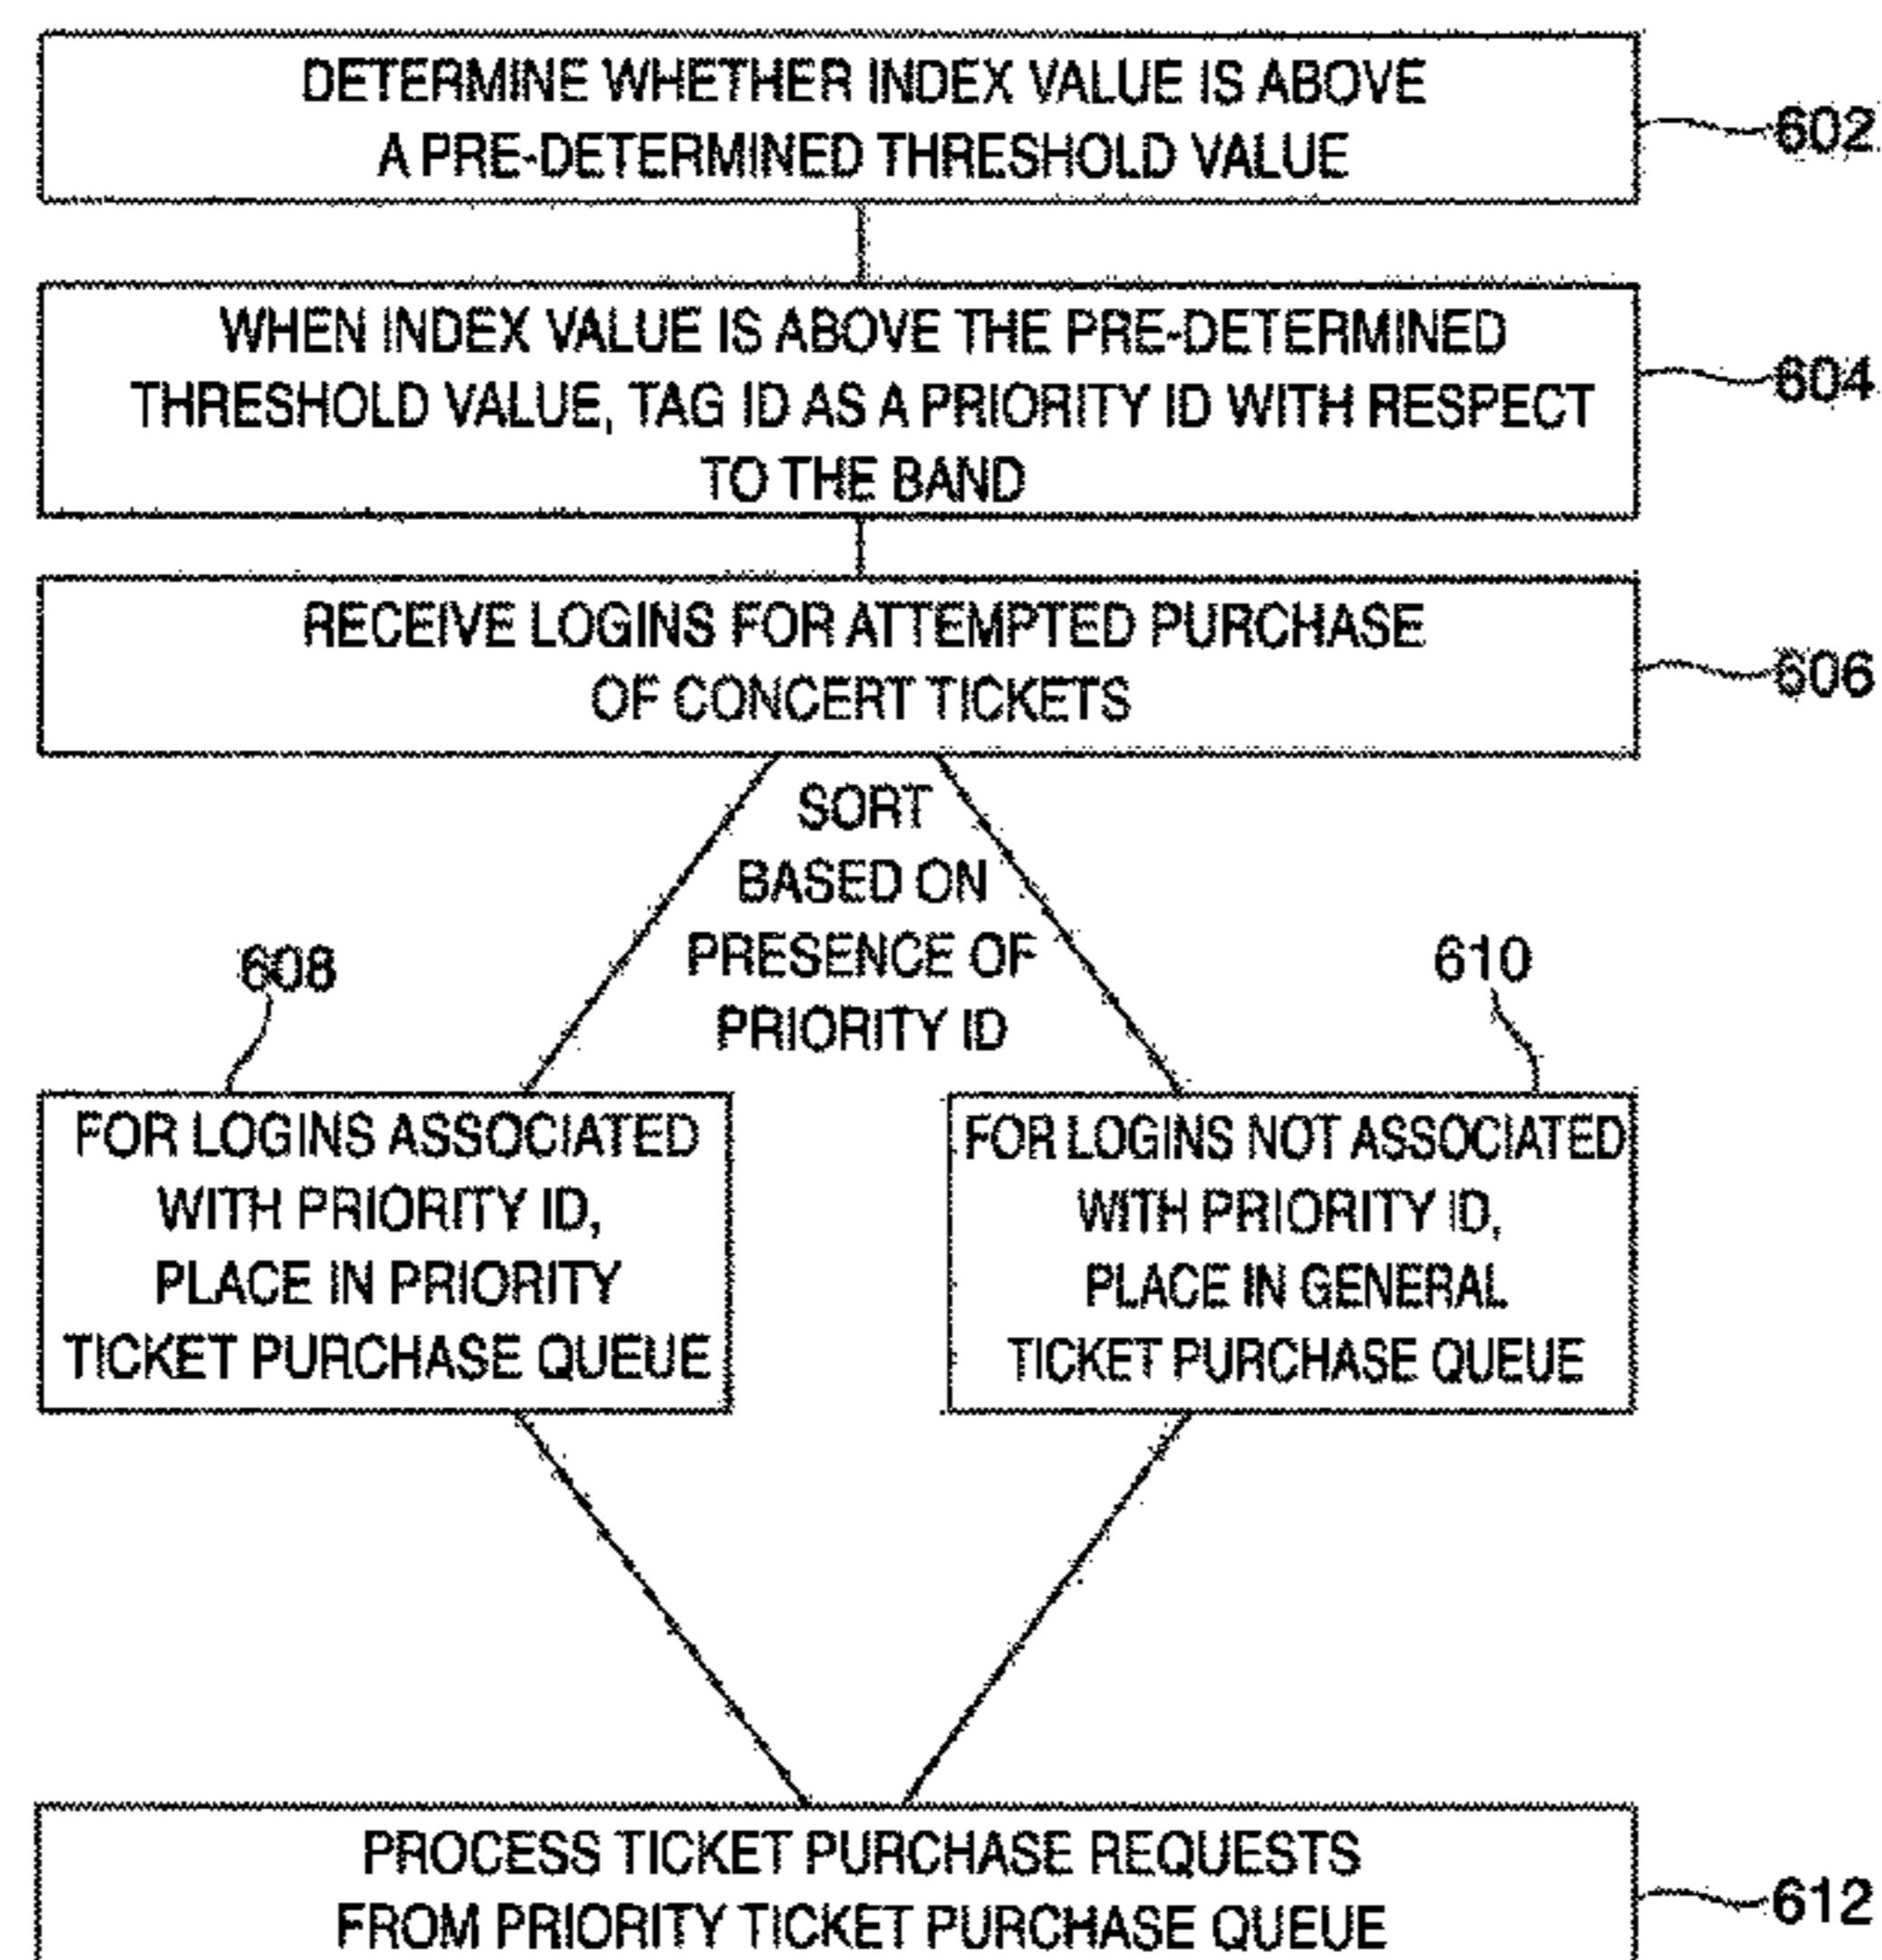 DETERMINE WHETHER INDEX VALUE IS ABOVE
A PRE-DETERMINED THRESHOLD VALUE
602
WHEN INDEX VALUE IS ABOVE THE PRE-DETERMINED
THRESHOLD VALUE, TAG ID AS A PRIORITY ID WITH RESPECT
TO THE BAND
604
RECEIVE LOGINS FOR ATTEMPTED PURCHASE
OF CONCERT TICKETS
606
SORT
BASED ON
PRESENCE OF
PRIORITY ID
608
FOR LOGINS ASSOCIATED
WITH PRIORITY ID,
PLACE IN PRIORITY
TICKET PURCHASE QUEUE
610
FOR LOGINS NOT ASSOCIATED
WITH PRIORITY ID,
PLACE IN GENERAL
TICKET PURCHASE QUEUE
PROCESS TICKET PURCHASE REQUESTS
FROM PRIORITY TICKET PURCHASE QUEUE
612